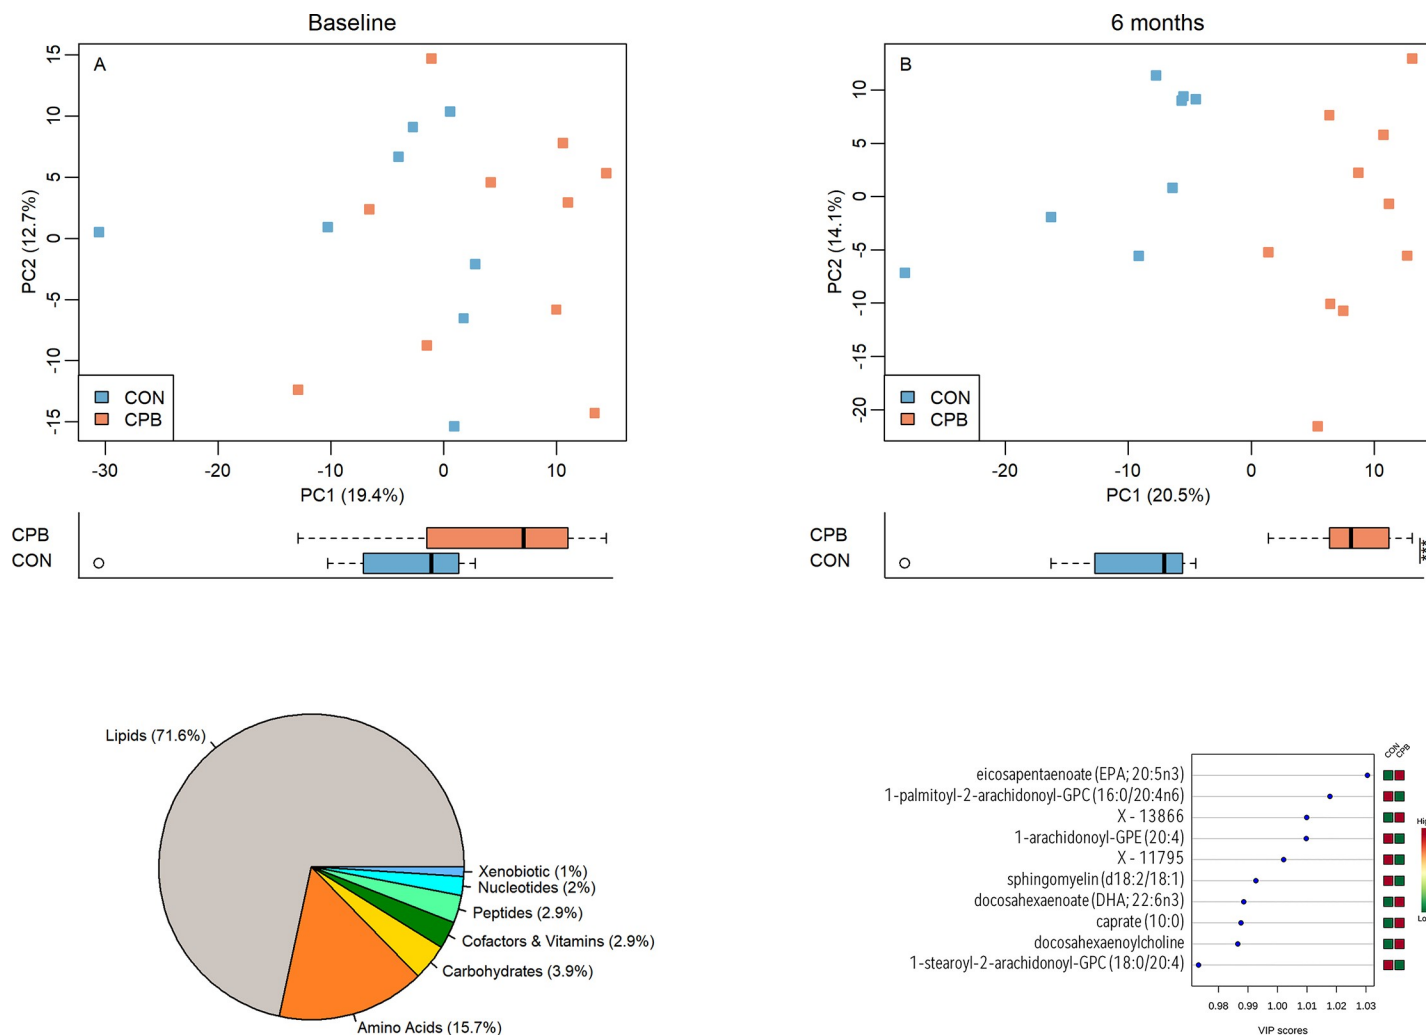 Baseline
6 months
A
B
15
10
5
0
-5
-10
-15
PC2 (12.7%)
CON
CPB
-30
-20
-10
0
10
PC1 (19.4%)
CPB
CON
10
5
0
-5
-10
-15
-20
PC2 (14.1%)
CON
CPB
-20
-10
0
10
PC1 (20.5%)
CPB
CON
***
Lipids (71.6%)
Xenobiotic (1%)
Nucleotides (2%)
Peptides (2.9%)
Cofactors & Vitamins (2.9%)
Carbohydrates (3.9%)
Amino Acids (15.7%)
CON
CPB
eicosapentaenoate (EPA; 20:5n3)
1-palmitoyl-2-arachidonoyl-GPC (16:0/20:4n6)
X - 13866
1-arachidonoyl-GPE (20:4)
X - 11795
sphingomyelin (d18:2/18:1)
docosahexaenoate (DHA; 22:6n3)
caprate (10:0)
docosahexaenoylcholine
1-stearoyl-2-arachidonoyl-GPC (18:0/20:4)
0.98 0.99 1.00 1.01 1.02 1.03
VIP scores